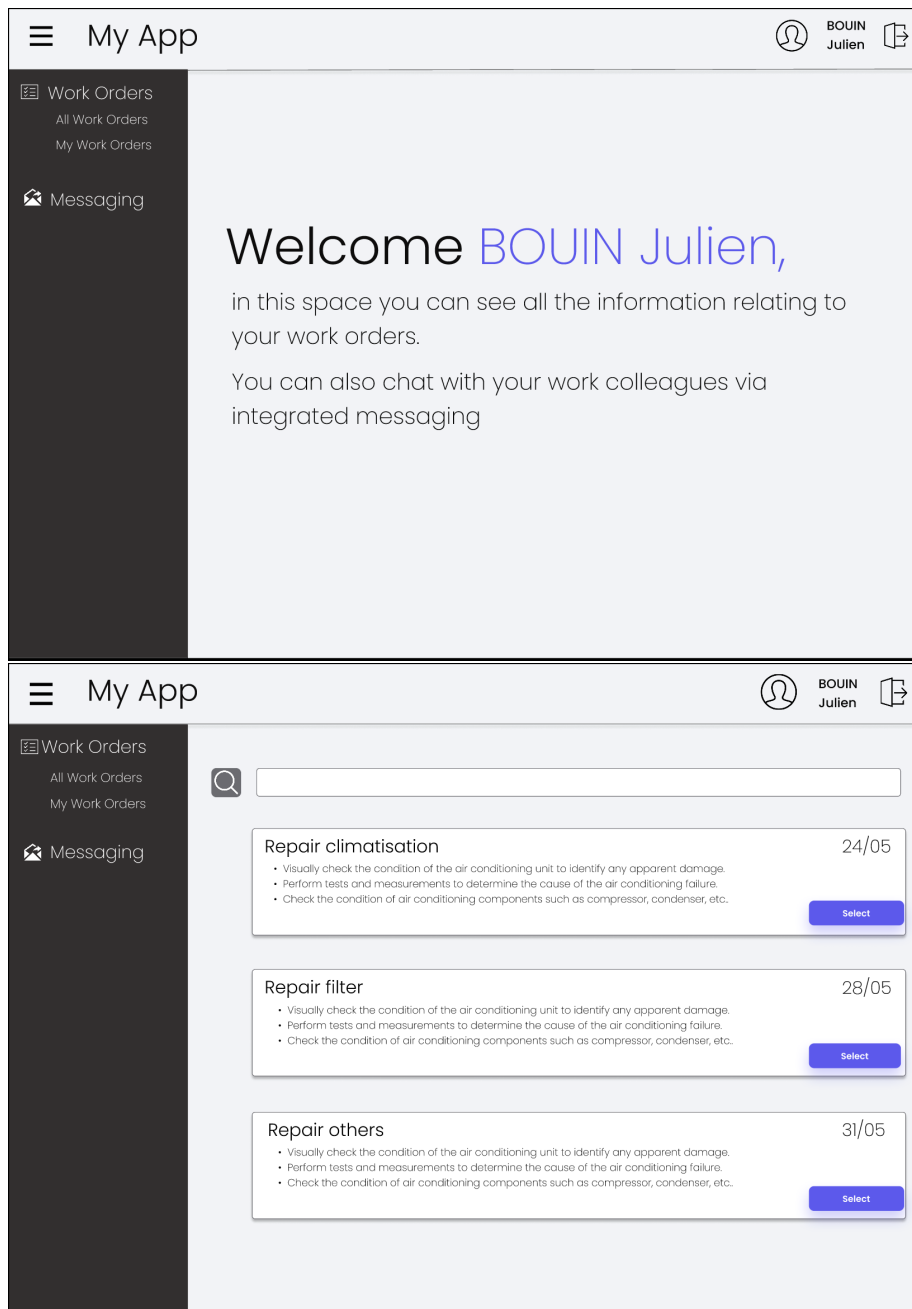 My App
BOUIN
Julien
Work Orders
All Work Orders
My Work Orders
Messaging
Welcome BOUIN Julien,
in this space you can see all the information relating to
your work orders.
You can also chat with your work colleagues via
integrated messaging
My App
BOUIN
Julien
Work Orders
All Work Orders
My Work Orders
Messaging
Repair climatisation
24/05
• Visually check the condition of the air conditioning unit to identify any apparent damage.
• Perform tests and measurements to determine the cause of the air conditioning failure.
• Check the condition of air conditioning components such as compressor, condenser, etc..
Select
Repair filter
28/05
• Visually check the condition of the air conditioning unit to identify any apparent damage.
• Perform tests and measurements to determine the cause of the air conditioning failure.
• Check the condition of air conditioning components such as compressor, condenser, etc..
Select
Repair others
31/05
• Visually check the condition of the air conditioning unit to identify any apparent damage.
• Perform tests and measurements to determine the cause of the air conditioning failure.
• Check the condition of air conditioning components such as compressor, condenser, etc..
Select